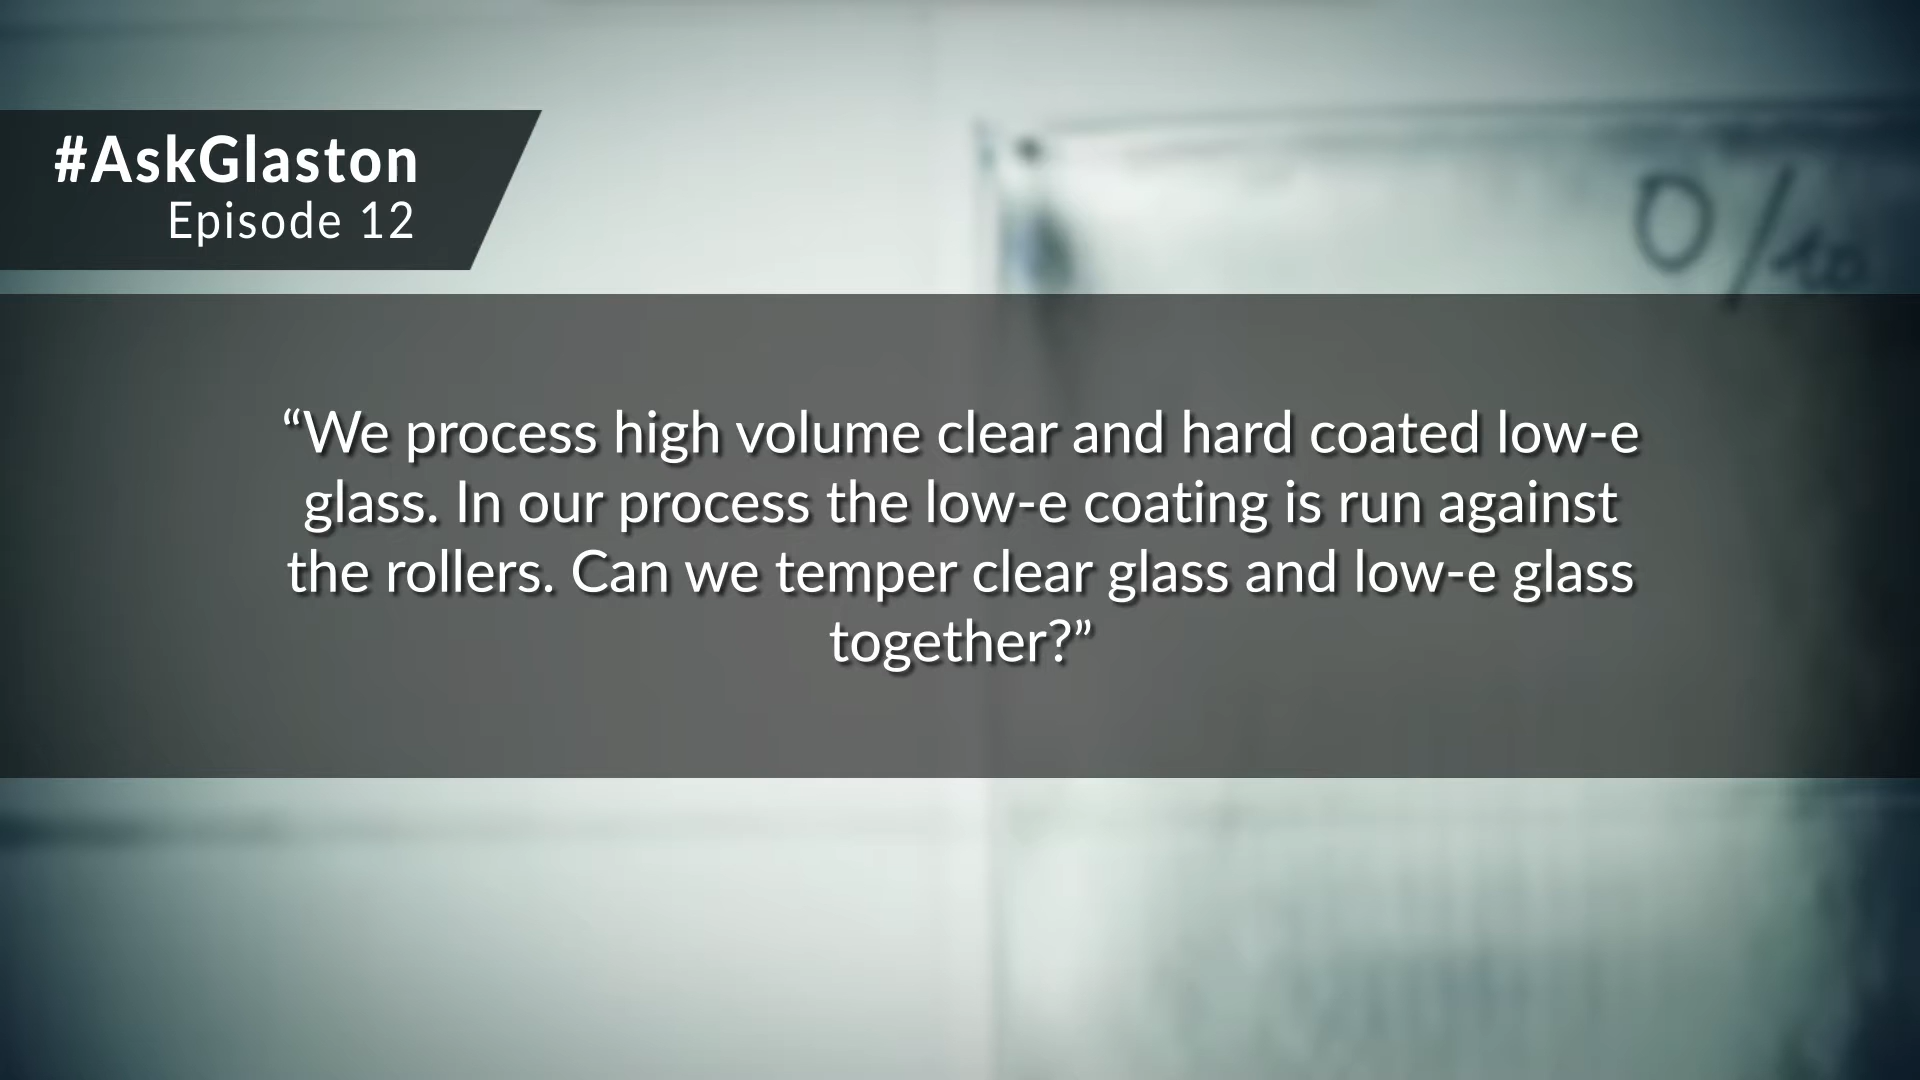 #AskGlaston
Episode 12
“We process high volume clear and hard coated low-e
glass. In our process the low-e coating is run against
the rollers. Can we temper clear glass and low-e glass
together?”